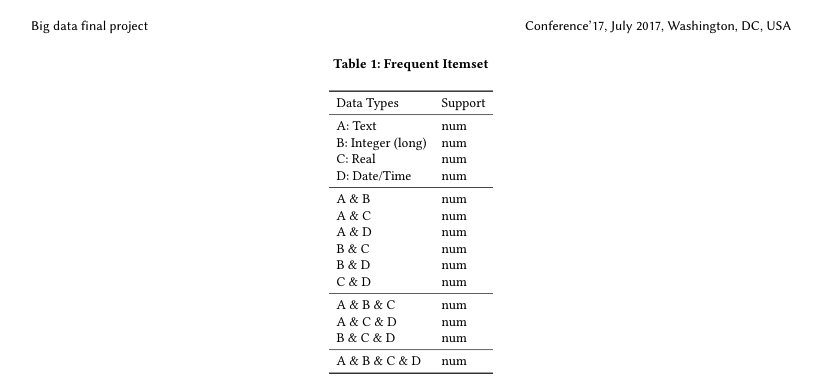 Big data final project Conference'17, July 2017, Washington, DC, USA
Table 1: Frequent Itemset
Data Types Support
A: Text num
B: Integer (long) num
C: Real num
D: Date/Time num
A & B num
A & C num
A & D num
B & C num
B & D num
C & D num
A & B & C num
A & C & D num
B & C & D num
A & B & C & D num